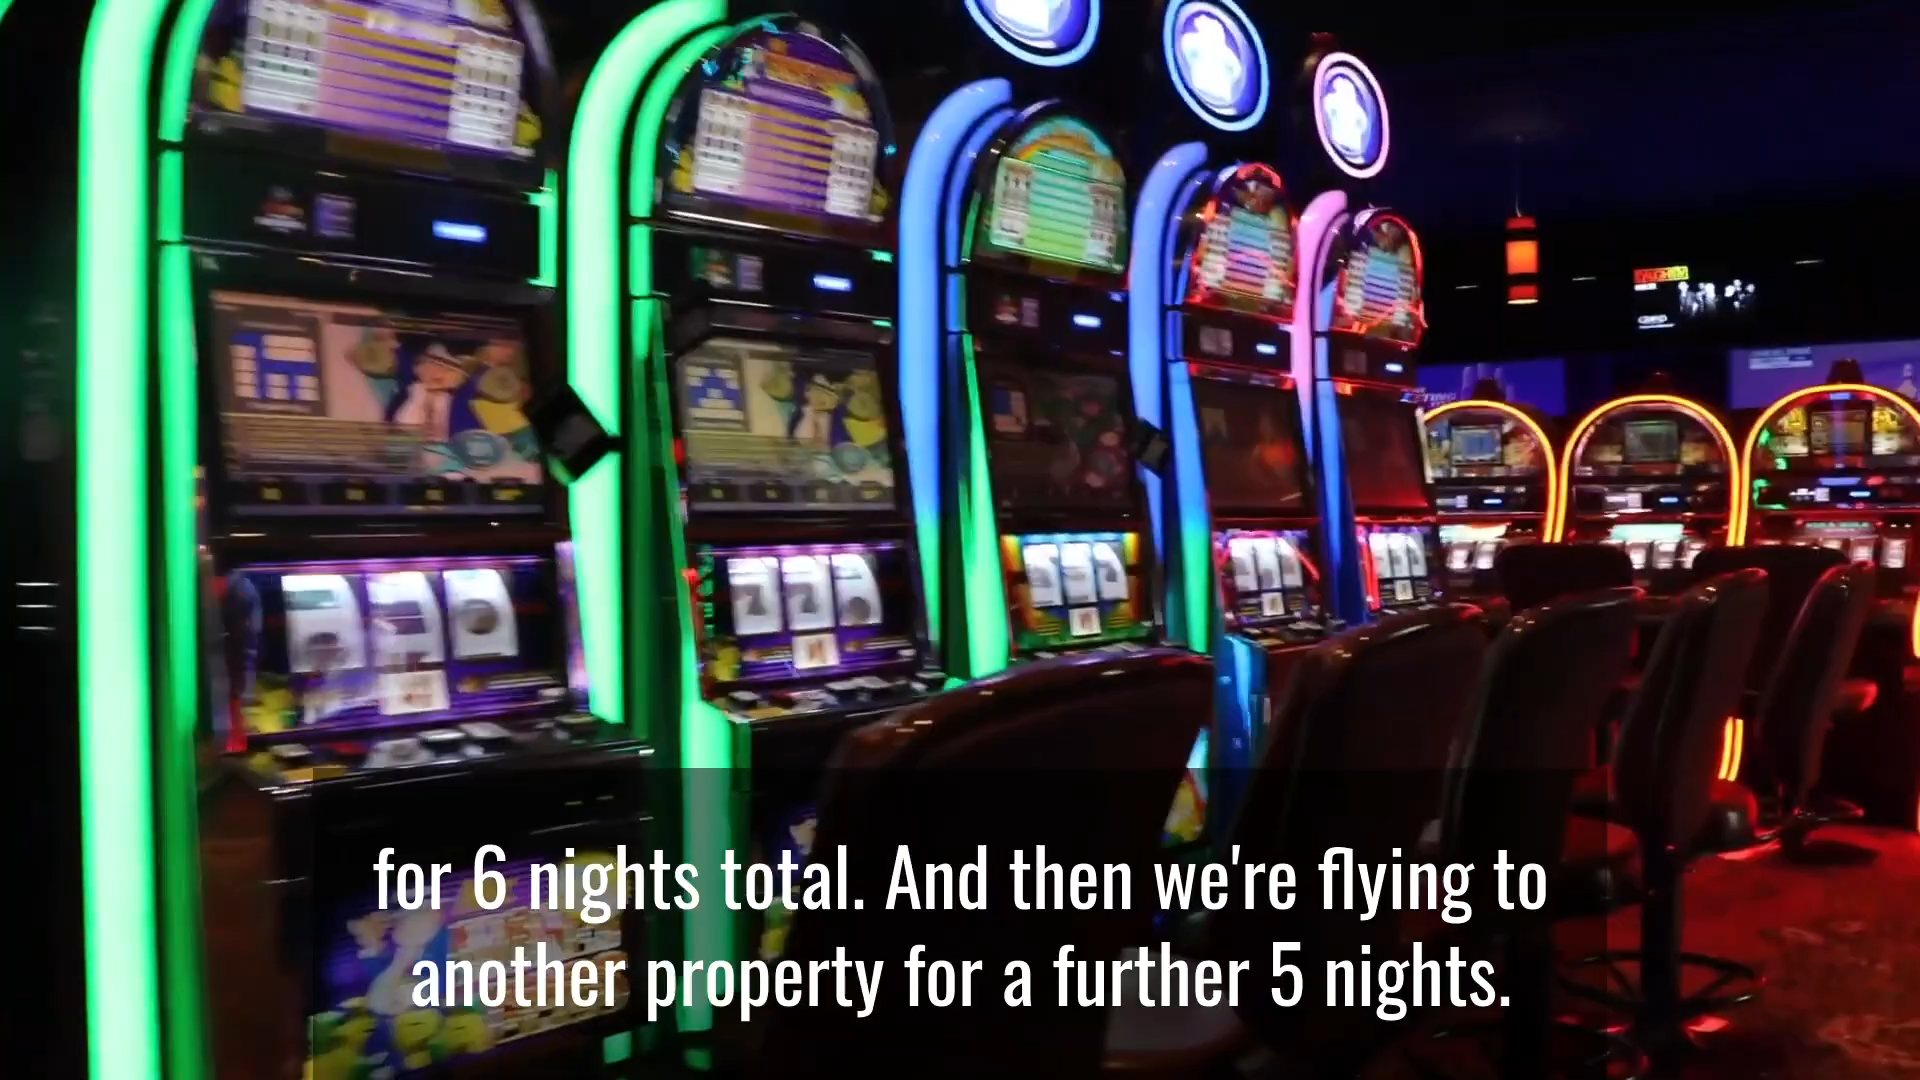 for 6 nights total. And then we're flying to
another property for a further 5 nights.